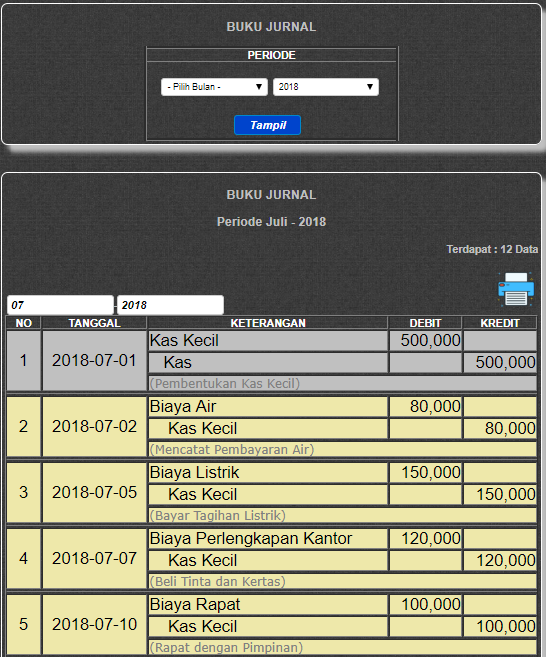 BUKU JURNAL
PERIODE
- Pilih Bulan - 2018
Tampil
BUKU JURNAL
Periode Juli - 2018
Terdapat : 12 Data
07 2018
NO TANGGAL KETERANGAN DEBIT KREDIT
1 2018-07-01 Kas Kecil 500,000
Kas 500,000
(Pembentukan Kas Kecil)
2 2018-07-02 Biaya Air 80,000
Kas Kecil 80,000
(Mencatat Pembayaran Air)
3 2018-07-05 Biaya Listrik 150,000
Kas Kecil 150,000
(Bayar Tagihan Listrik)
4 2018-07-07 Biaya Perlengkapan Kantor 120,000
Kas Kecil 120,000
(Beli Tinta dan Kertas)
5 2018-07-10 Biaya Rapat 100,000
Kas Kecil 100,000
(Rapat dengan Pimpinan)